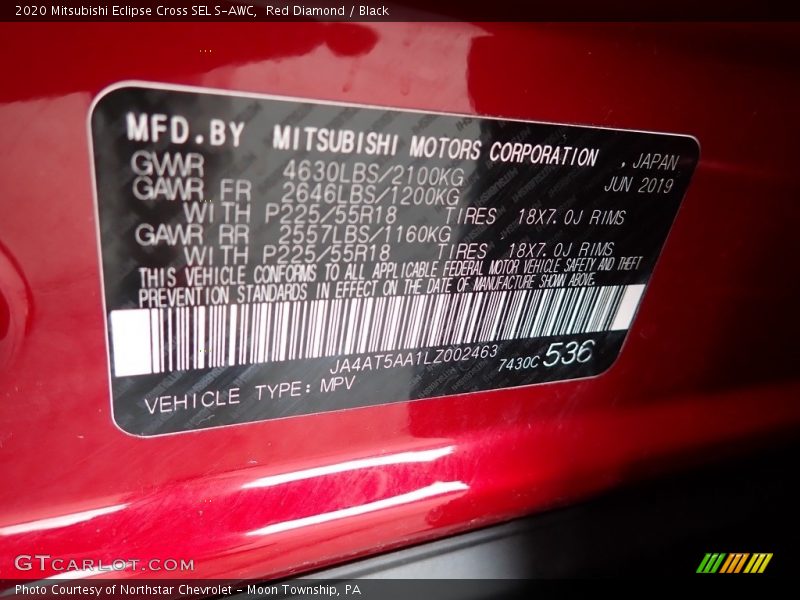 2020 Mitsubishi Eclipse Cross SEL S-AWC,  Red Diamond / Black
MFD.BY MITSUBISHI MOTORS CORPORATION , JAPAN
GVWR 4630LBS/2100KG JUN 2019
GAWR FR 2646LBS/1200KG
WITH P225/55R18 TIRES 18X7.0J RIMS
GAWR RR 2557LBS/1160KG
WITH P225/55R18 TIRES 18X7.0J RIMS
THIS VEHICLE CONFORMS TO ALL APPLICABLE FEDERAL MOTOR VEHICLE SAFETY AND THEFT
PREVENTION STANDARDS IN EFFECT ON THE DATE OF MANUFACTURE SHOWN ABOVE.
JA4AT5AA1LZ002463 7430C 536
VEHICLE TYPE: MPV
GTCARLOT.COM
Photo Courtesy of Northstar Chevrolet - Moon Township, PA